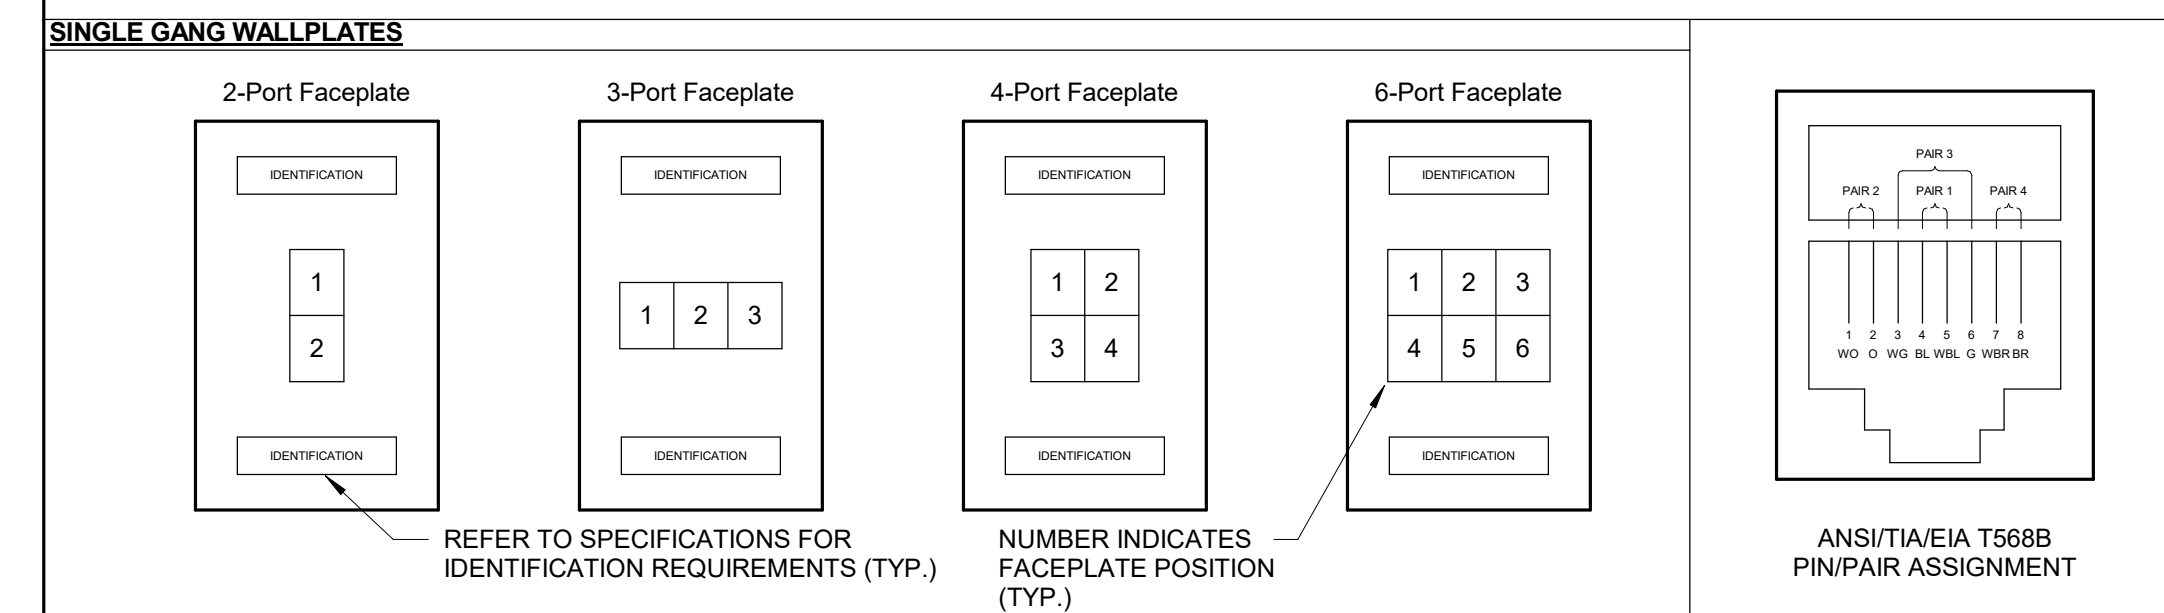 SINGLE GANG WALLPLATES
2-Port Faceplate
IDENTIFICATION
1
2
IDENTIFICATION
3-Port Faceplate
IDENTIFICATION
1 2 3
IDENTIFICATION
4-Port Faceplate
IDENTIFICATION
1 2
3 4
IDENTIFICATION
6-Port Faceplate
IDENTIFICATION
1 2 3
4 5 6
IDENTIFICATION
REFER TO SPECIFICATIONS FOR
IDENTIFICATION REQUIREMENTS (TYP.)
NUMBER INDICATES
FACEPLATE POSITION
(TYP.)
PAIR 3
PAIR 2 PAIR 1 PAIR 4
1 2 3 4 5 6 7 8
WO O WG BL WBL G WBR BR
ANSI/TIA/EIA T568B
PIN/PAIR ASSIGNMENT